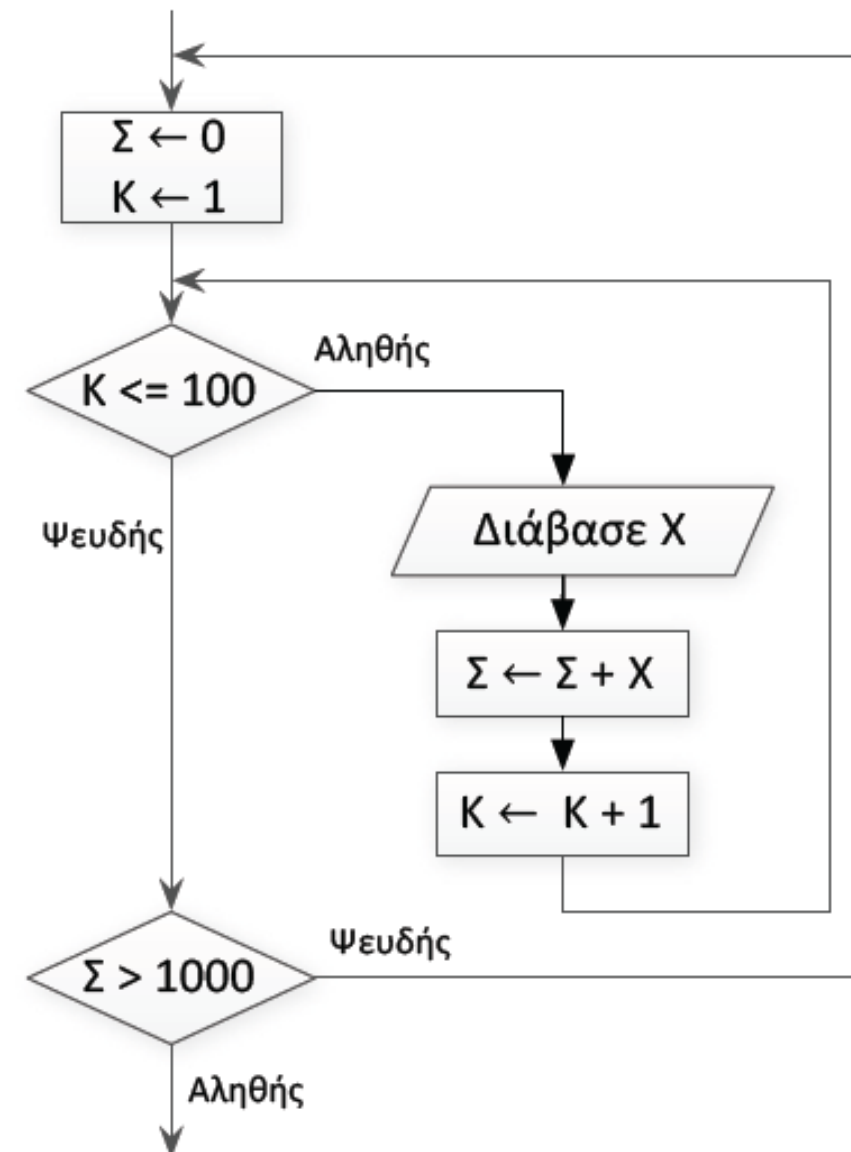 Σ ← 0
Κ ← 1
Κ <= 100
Αληθής
Ψευδής
Διάβασε Χ
Σ ← Σ + Χ
Κ ← Κ + 1
Σ > 1000
Ψευδής
Αληθής